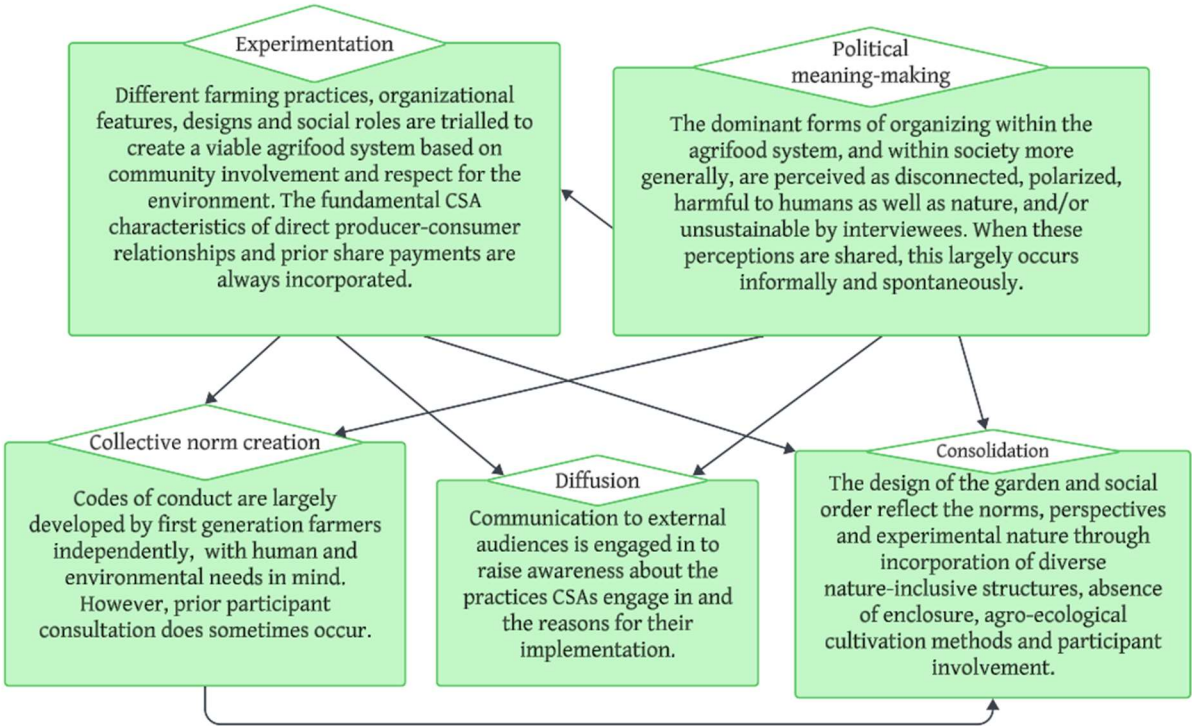 Experimentation
Different farming practices, organizational
features, designs and social roles are trialled to
create a viable agrifood system based on
community involvement and respect for the
environment. The fundamental CSA
characteristics of direct producer-consumer
relationships and prior share payments are
always incorporated.
Political
meaning-making
The dominant forms of organizing within the
agrifood system, and within society more
generally, are perceived as disconnected, polarized,
harmful to humans as well as nature, and/or
unsustainable by interviewees. When these
perceptions are shared, this largely occurs
informally and spontaneously.
Collective norm creation
Codes of conduct are largely
developed by first generation farmers
independently, with human and
environmental needs in mind.
However, prior participant
consultation does sometimes occur.
Diffusion
Communication to external
audiences is engaged in to
raise awareness about the
practices CSAs engage in and
the reasons for their
implementation.
Consolidation
The design of the garden and social
order reflect the norms, perspectives
and experimental nature through
incorporation of diverse
nature-inclusive structures, absence
of enclosure, agro-ecological
cultivation methods and participant
involvement.